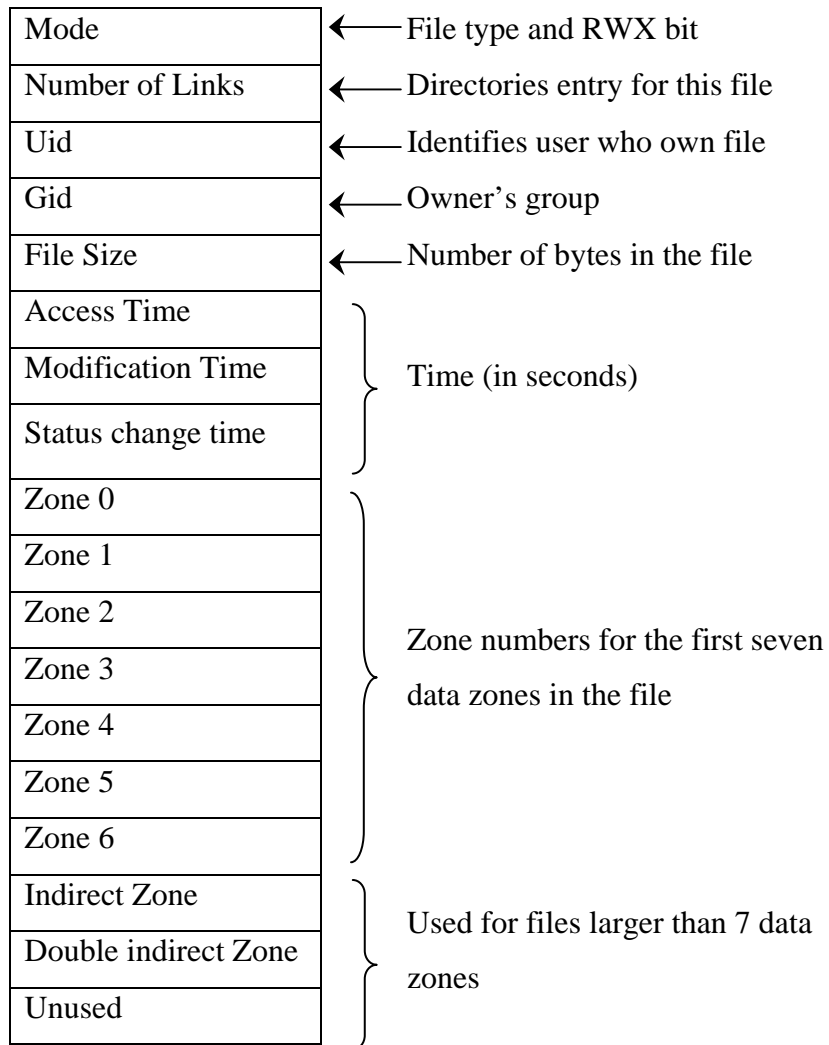 Mode
File type and RWX bit
Number of Links
Directories entry for this file
Uid
Identifies user who own file
Gid
Owner's group
File Size
Number of bytes in the file
Access Time
Modification Time
Status change time
Time (in seconds)
Zone 0
Zone 1
Zone 2
Zone 3
Zone 4
Zone 5
Zone 6
Zone numbers for the first seven
data zones in the file
Indirect Zone
Double indirect Zone
Unused
Used for files larger than 7 data
zones